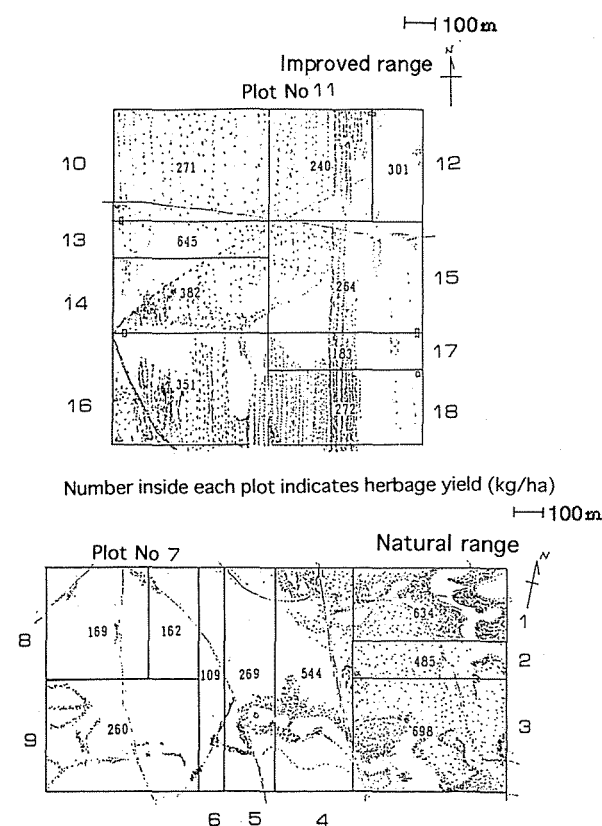 100m
Improved range
N
Plot No 11
10 271 240 301 12
13 645
14 382 264 15
183 17
16 351 272 18
Number inside each plot indicates herbage yield (kg/ha)
100m
Plot No 7 Natural range
N
8 169 162 634 1
109 269 544 485 2
9 260 698 3
6 5 4